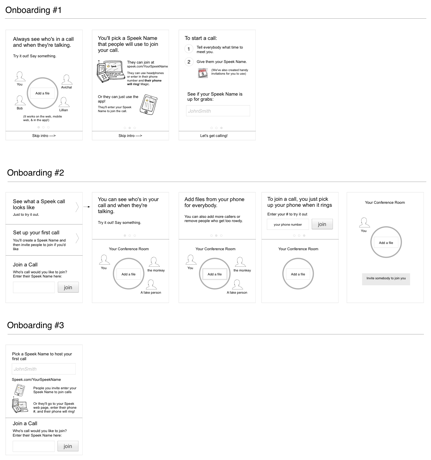 Onboarding #1
Always see who's in a call
and when they're talking.
Try it out! Say something.
You
Anichal
Add a file
Bob
Lillian
(It works on the web, mobile
web, & in the app!)
Skip intro --->
You'll pick a Speek Name
that people will use to join
your call.
They can join at
speek.com/YourSpeekName
They can use headphones
or enter in their phone
number and their phone
will ring! Magic.
Or they can just use the
app!
They'll enter your Speek
Name to join the call.
Skip intro --->
To start a call:
1
Tell everybody what time to
meet you.
2
Give them your Speek Name.
(We've also created handy
invitations for you to use)
See if your Speek Name is
up for grabs:
JohnSmith
Let's get calling!
Onboarding #2
See what a Speek call
looks like
Just to try it out
Set up your first call
You'll create a Speek Name and
then invite people to join if you'd
like
Join a Call
Who's call would you like to join?
Enter their Speek Name here:
join
You can see who's in your
call and when they're
talking.
Try it out! Say something.
Your Conference Room
You
Add a file
the monkey
A fake person
Add files from your phone
for everybody.
You can also add more callers or
remove people who get too rowdy.
Your Conference Room
You
Add a file
the monkey
A fake person
To join a call, you just pick
up your phone when it rings
Enter your # to try it out
your phone number
join
Your Conference Room
Add a file
Your Conference Room
You
Add a file
Invite somebody to join you
Onboarding #3
Pick a Speek Name to host your
first call
JohnSmith
Speek.com/YourSpeekName
People you invite enter your
Speek Name to join calls
Or they'll go to your Speek
web page, enter their phone
#, and their phone will ring!
Join a Call
Who's call would you like to join?
Enter their Speek Name here:
join